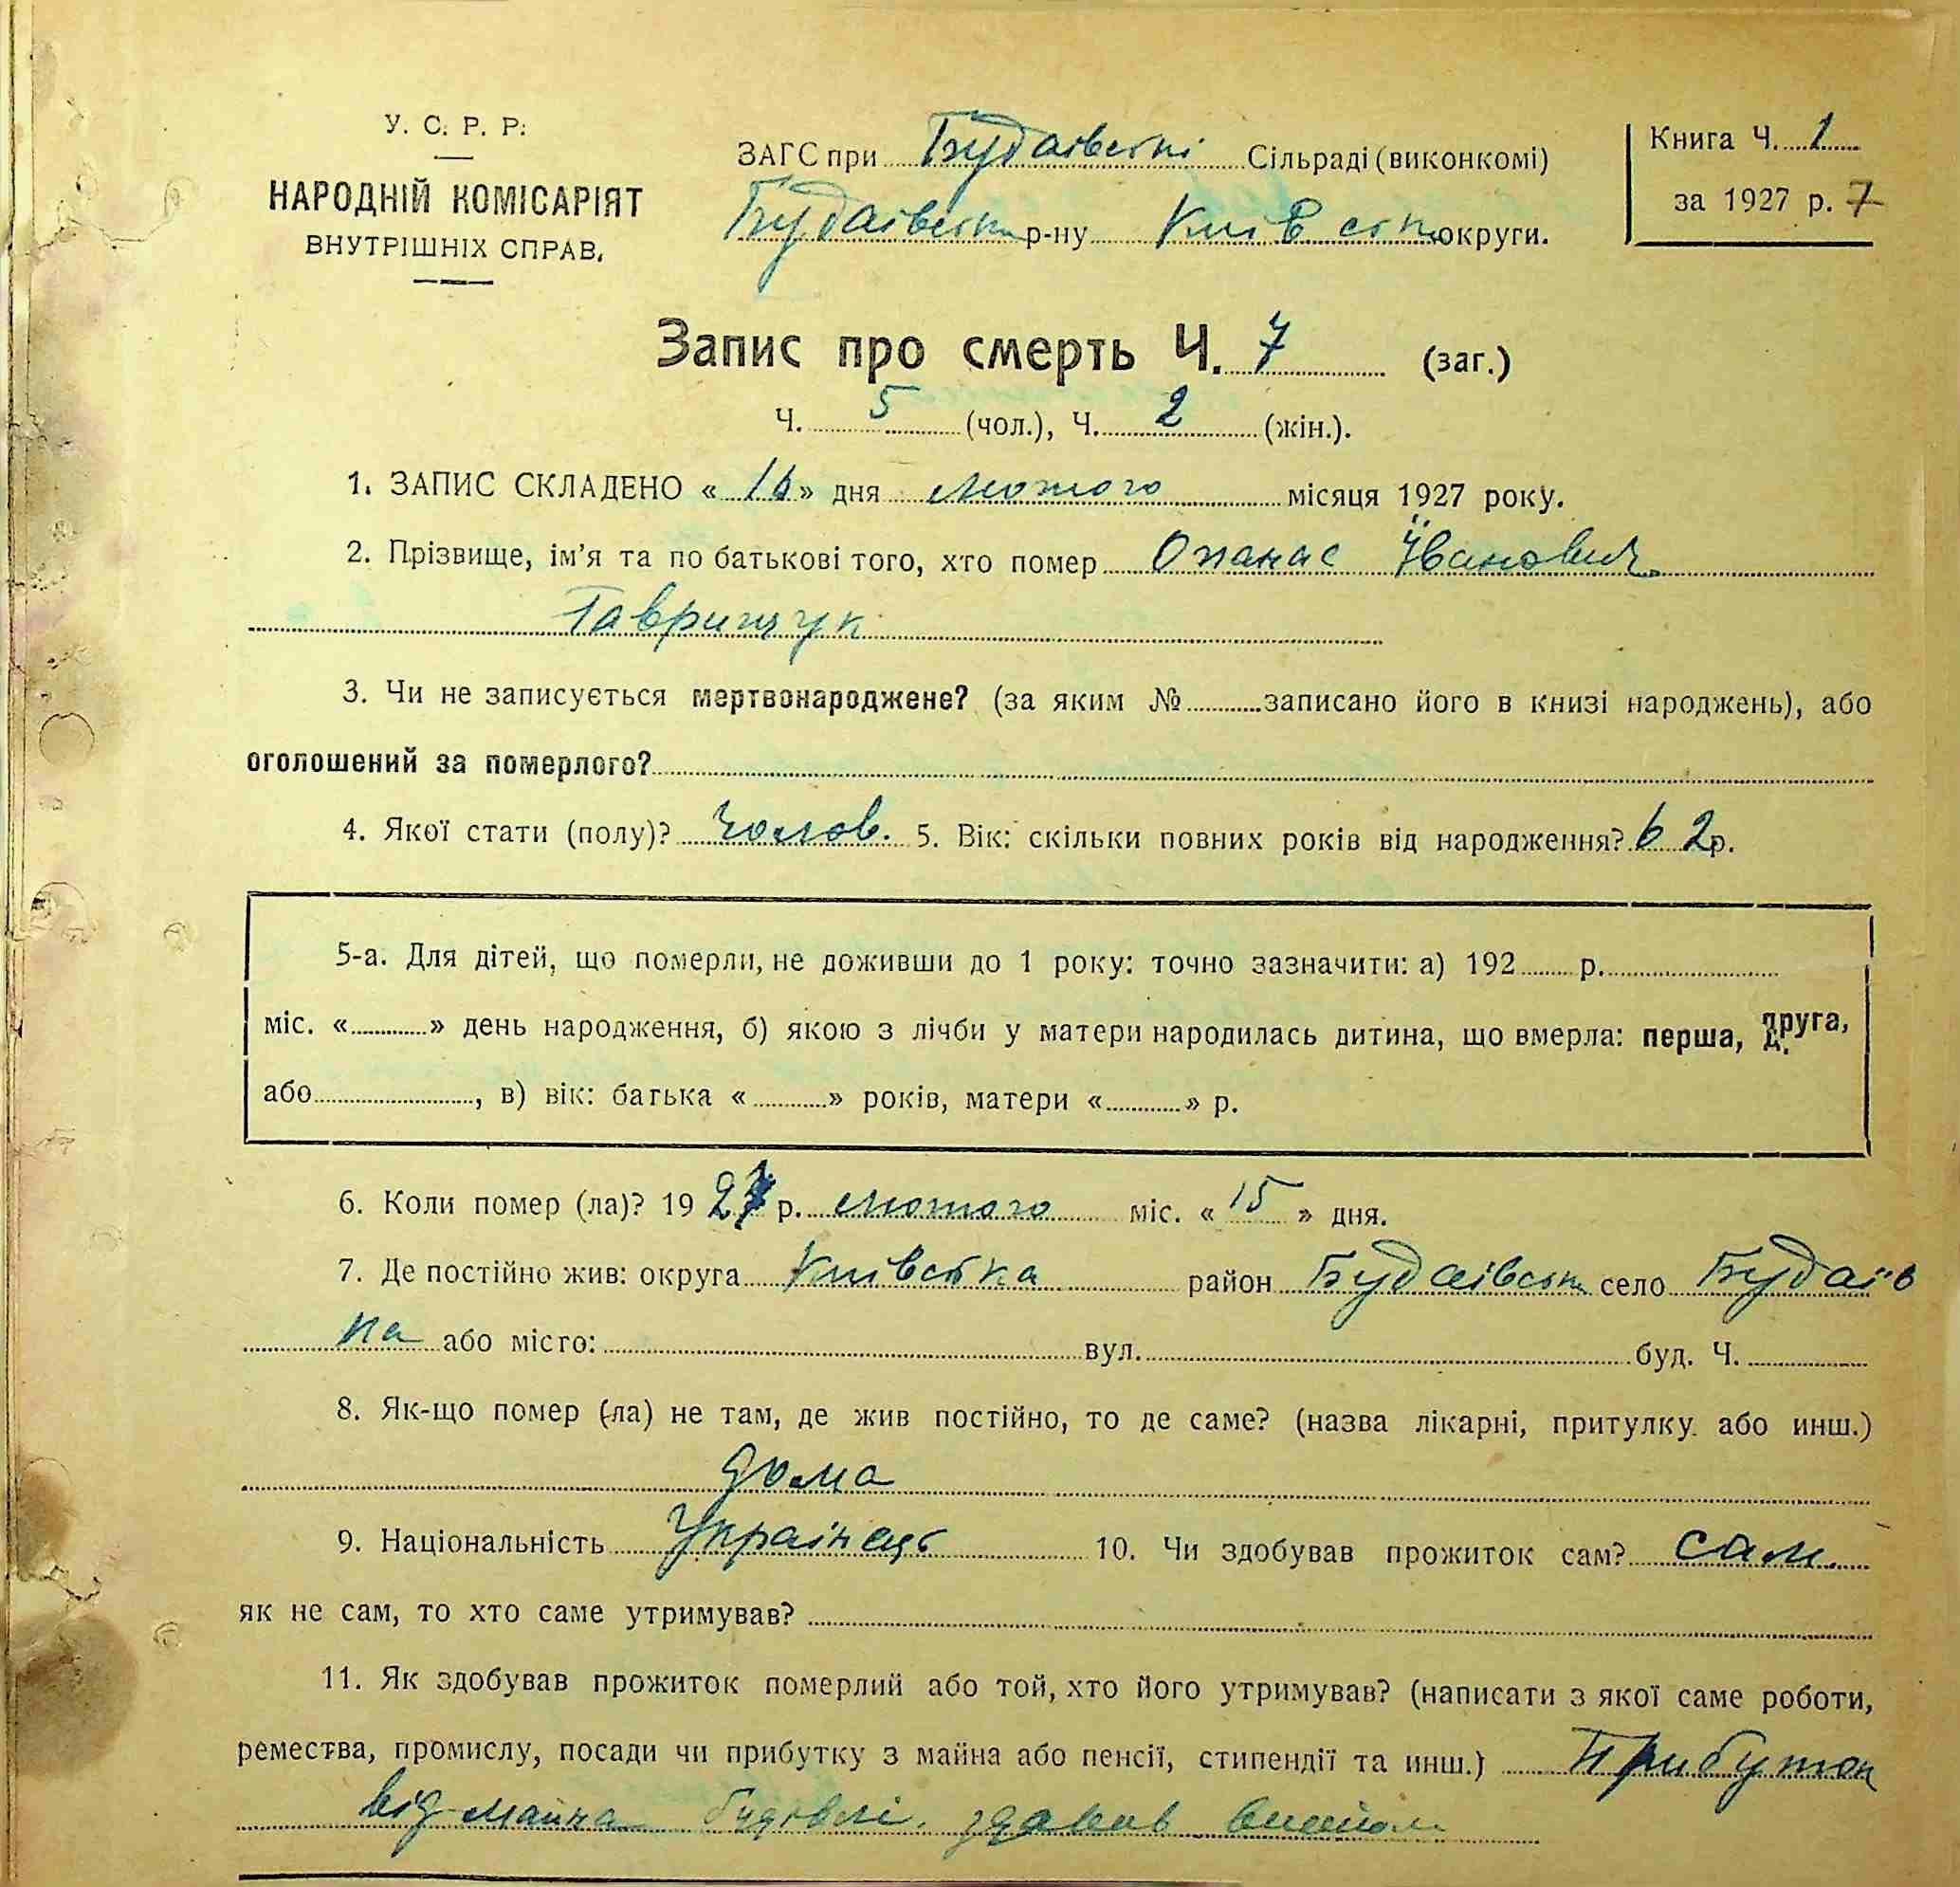 У. С. Р. Р.
НАРОДНІЙ КОМІСАРІЯТ
ВНУТРІШНІХ СПРАВ.
ЗАГС при Будаївські Сільраді (виконкомі)
Будаївськ р-ну Київськ округи.
Книга Ч. 1
за 1927 р. 7
Запис про смерть Ч. 7 (заг.)
Ч. 5 (чол.), Ч. 2 (жін.).
1. ЗАПИС СКЛАДЕНО « 16 » дня лютого місяця 1927 року.
2. Прізвище, ім’я та по батькові того, хто помер Опанас Йванович
Гаврищук
3. Чи не записується мертвонароджене? (за яким № записано його в книзі народжень), або
оголошений за померлого?
4. Якої стати (полу)? Чолов. 5. Вік: скільки повних років від народження? 62 р.
5-а. Для дітей, що померли, не доживши до 1 року: точно зазначити: а) 192 р.
міс. « » день народження, б) якою з лічби у матери народилась дитина, що вмерла: перша, друга,
або , в) вік: батька « » років, матери « » р.
6. Коли помер (ла)? 1927 р. лютого міс. « 15 » дня.
7. Де постійно жив: округа Київська район Будаївськ село Будаїв
ка або місто: вул. буд. Ч.
8. Як-що помер (-ла) не там, де жив постійно, то де саме? (назва лікарні, притулку або инш.)
дома
9. Національність Українець 10. Чи здобував прожиток сам? сам.
як не сам, то хто саме утримував?
11. Як здобував прожиток померлий або той, хто його утримував? (написати з якої саме роботи,
ремества, промислу, посади чи прибутку з майна або пенсії, стипендії та инш.) Прибуток
від майна будівлі.